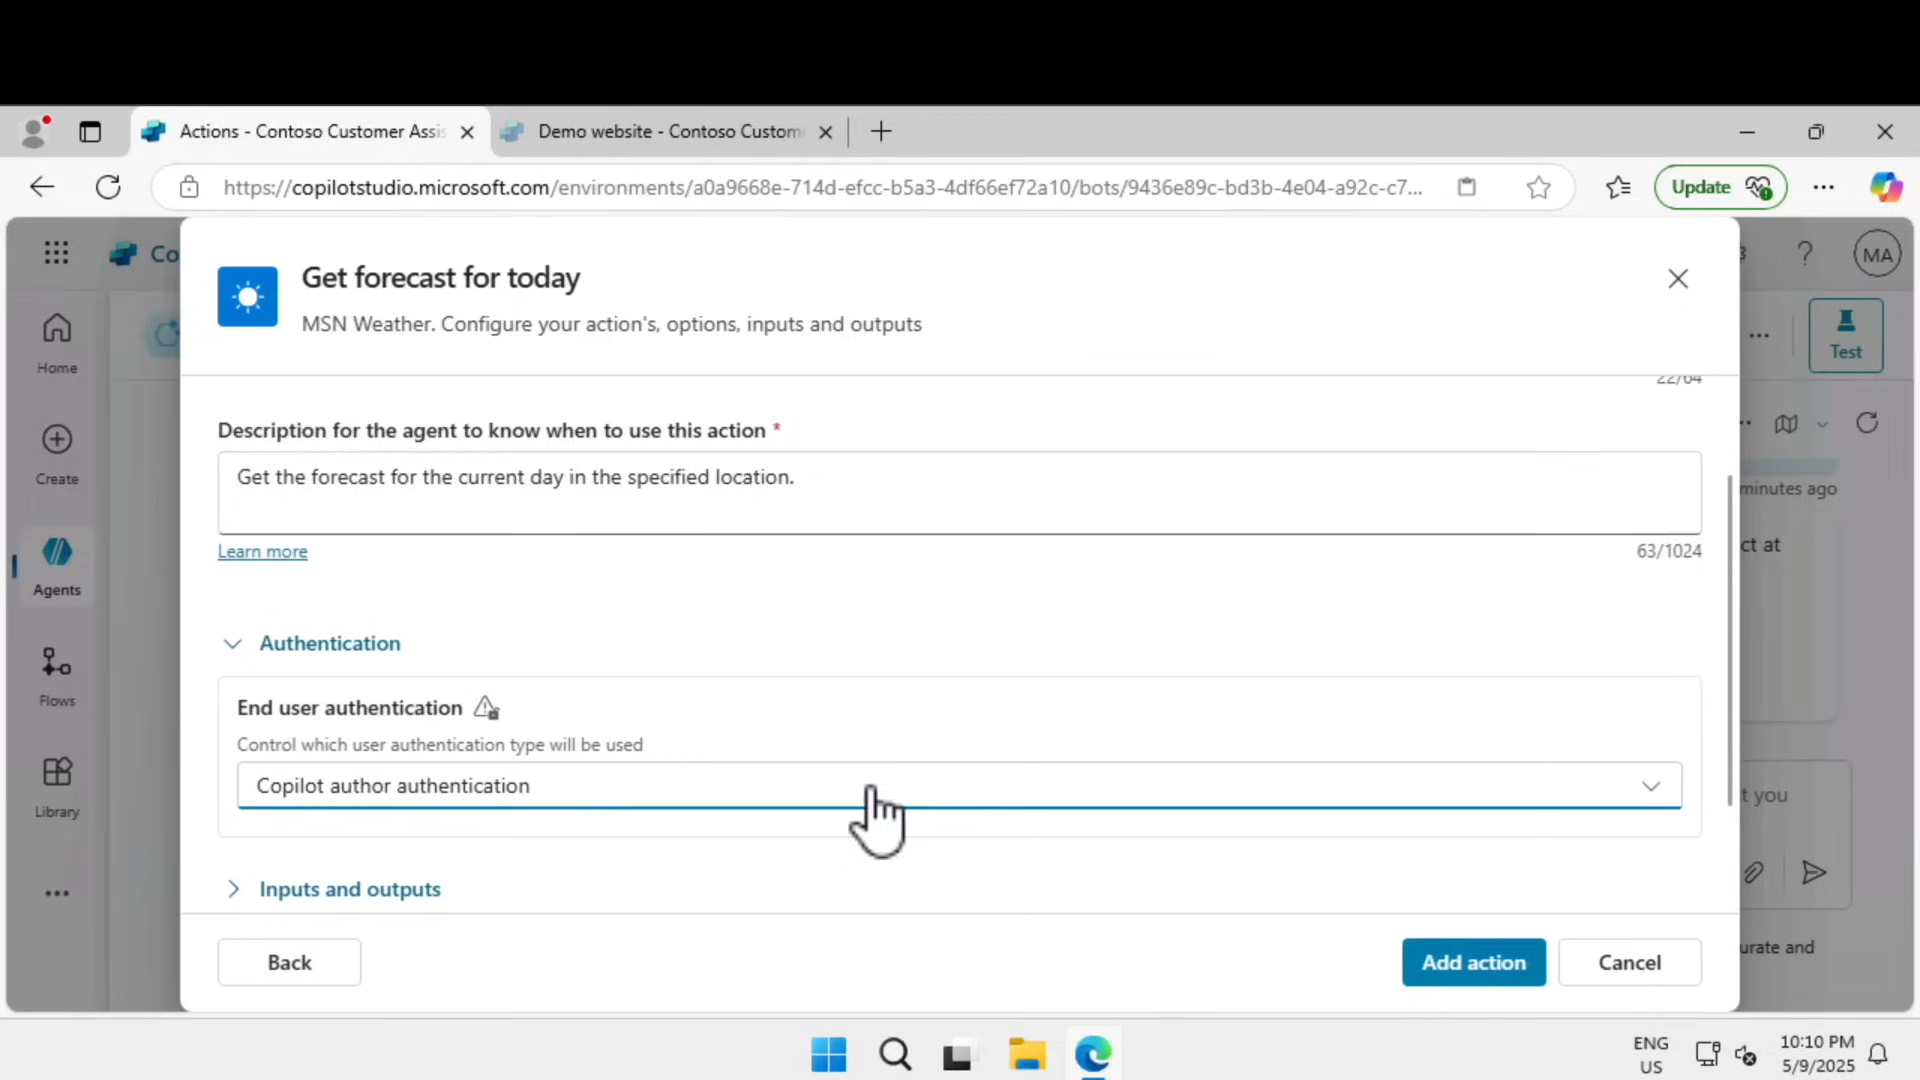 Actions - Contoso Customer Assis
Demo website - Contoso Custom
https://copilotstudio.microsoft.com/environments/a0a9668e-714d-efcc-b5a3-4df66ef72a10/bots/9436e89c-bd3b-4e04-a92c-c7...
Update
Co
MA
Get forecast for today
MSN Weather. Configure your action's, options, inputs and outputs
Home
Create
Agents
Flows
Library
Test
22/64
Description for the agent to know when to use this action *
Get the forecast for the current day in the specified location.
Learn more
63/1024
minutes ago
ct at
Authentication
End user authentication
Control which user authentication type will be used
Copilot author authentication
t you
Inputs and outputs
urate and
Back
Add action
Cancel
ENG
US
10:10 PM
5/9/2025